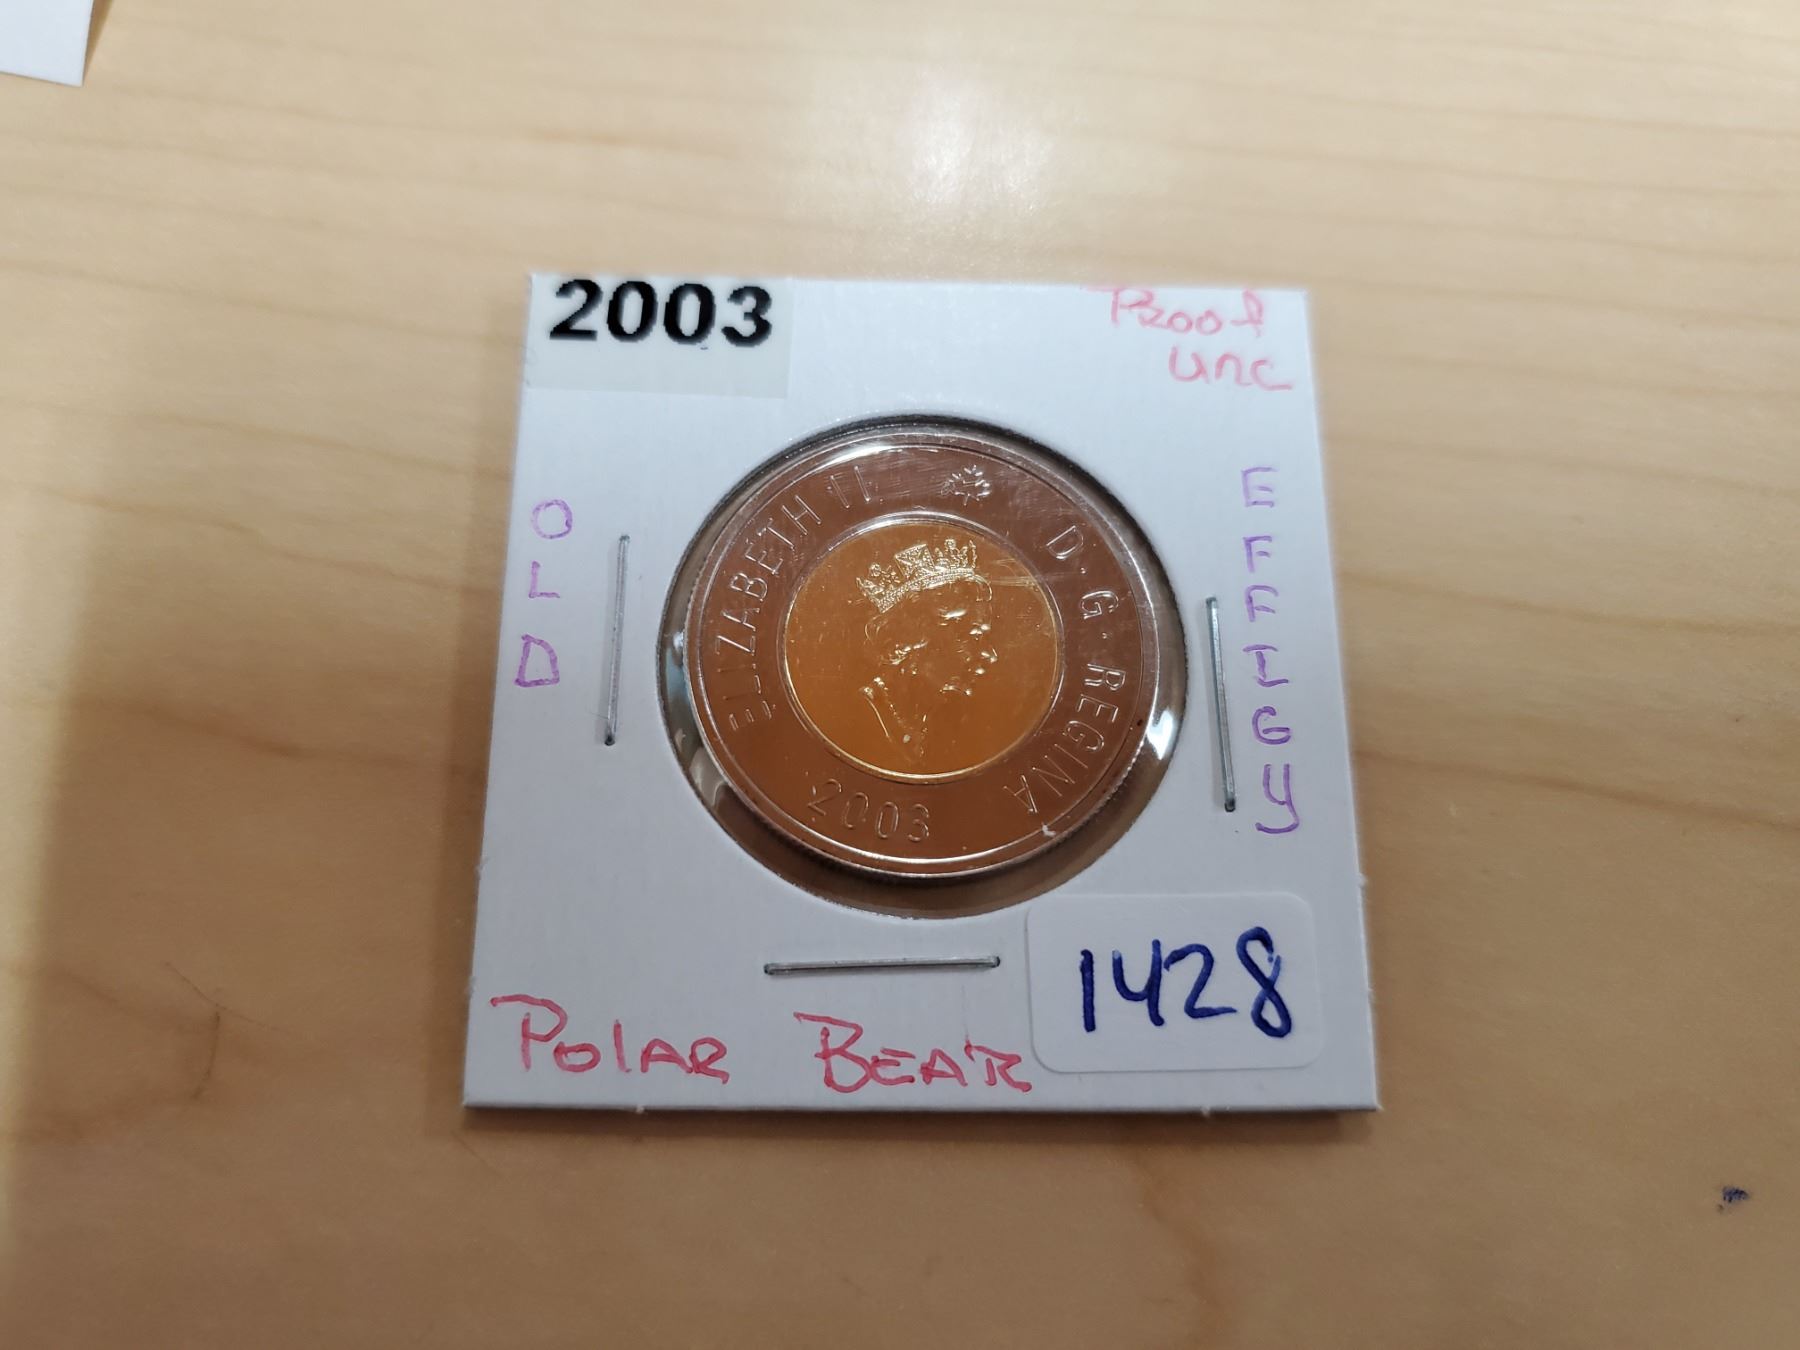 2003
Proof
unc
OLD
EFFIGY
ELIZABETH II D·G·REGINA
2003
1428
POLAR BEAR